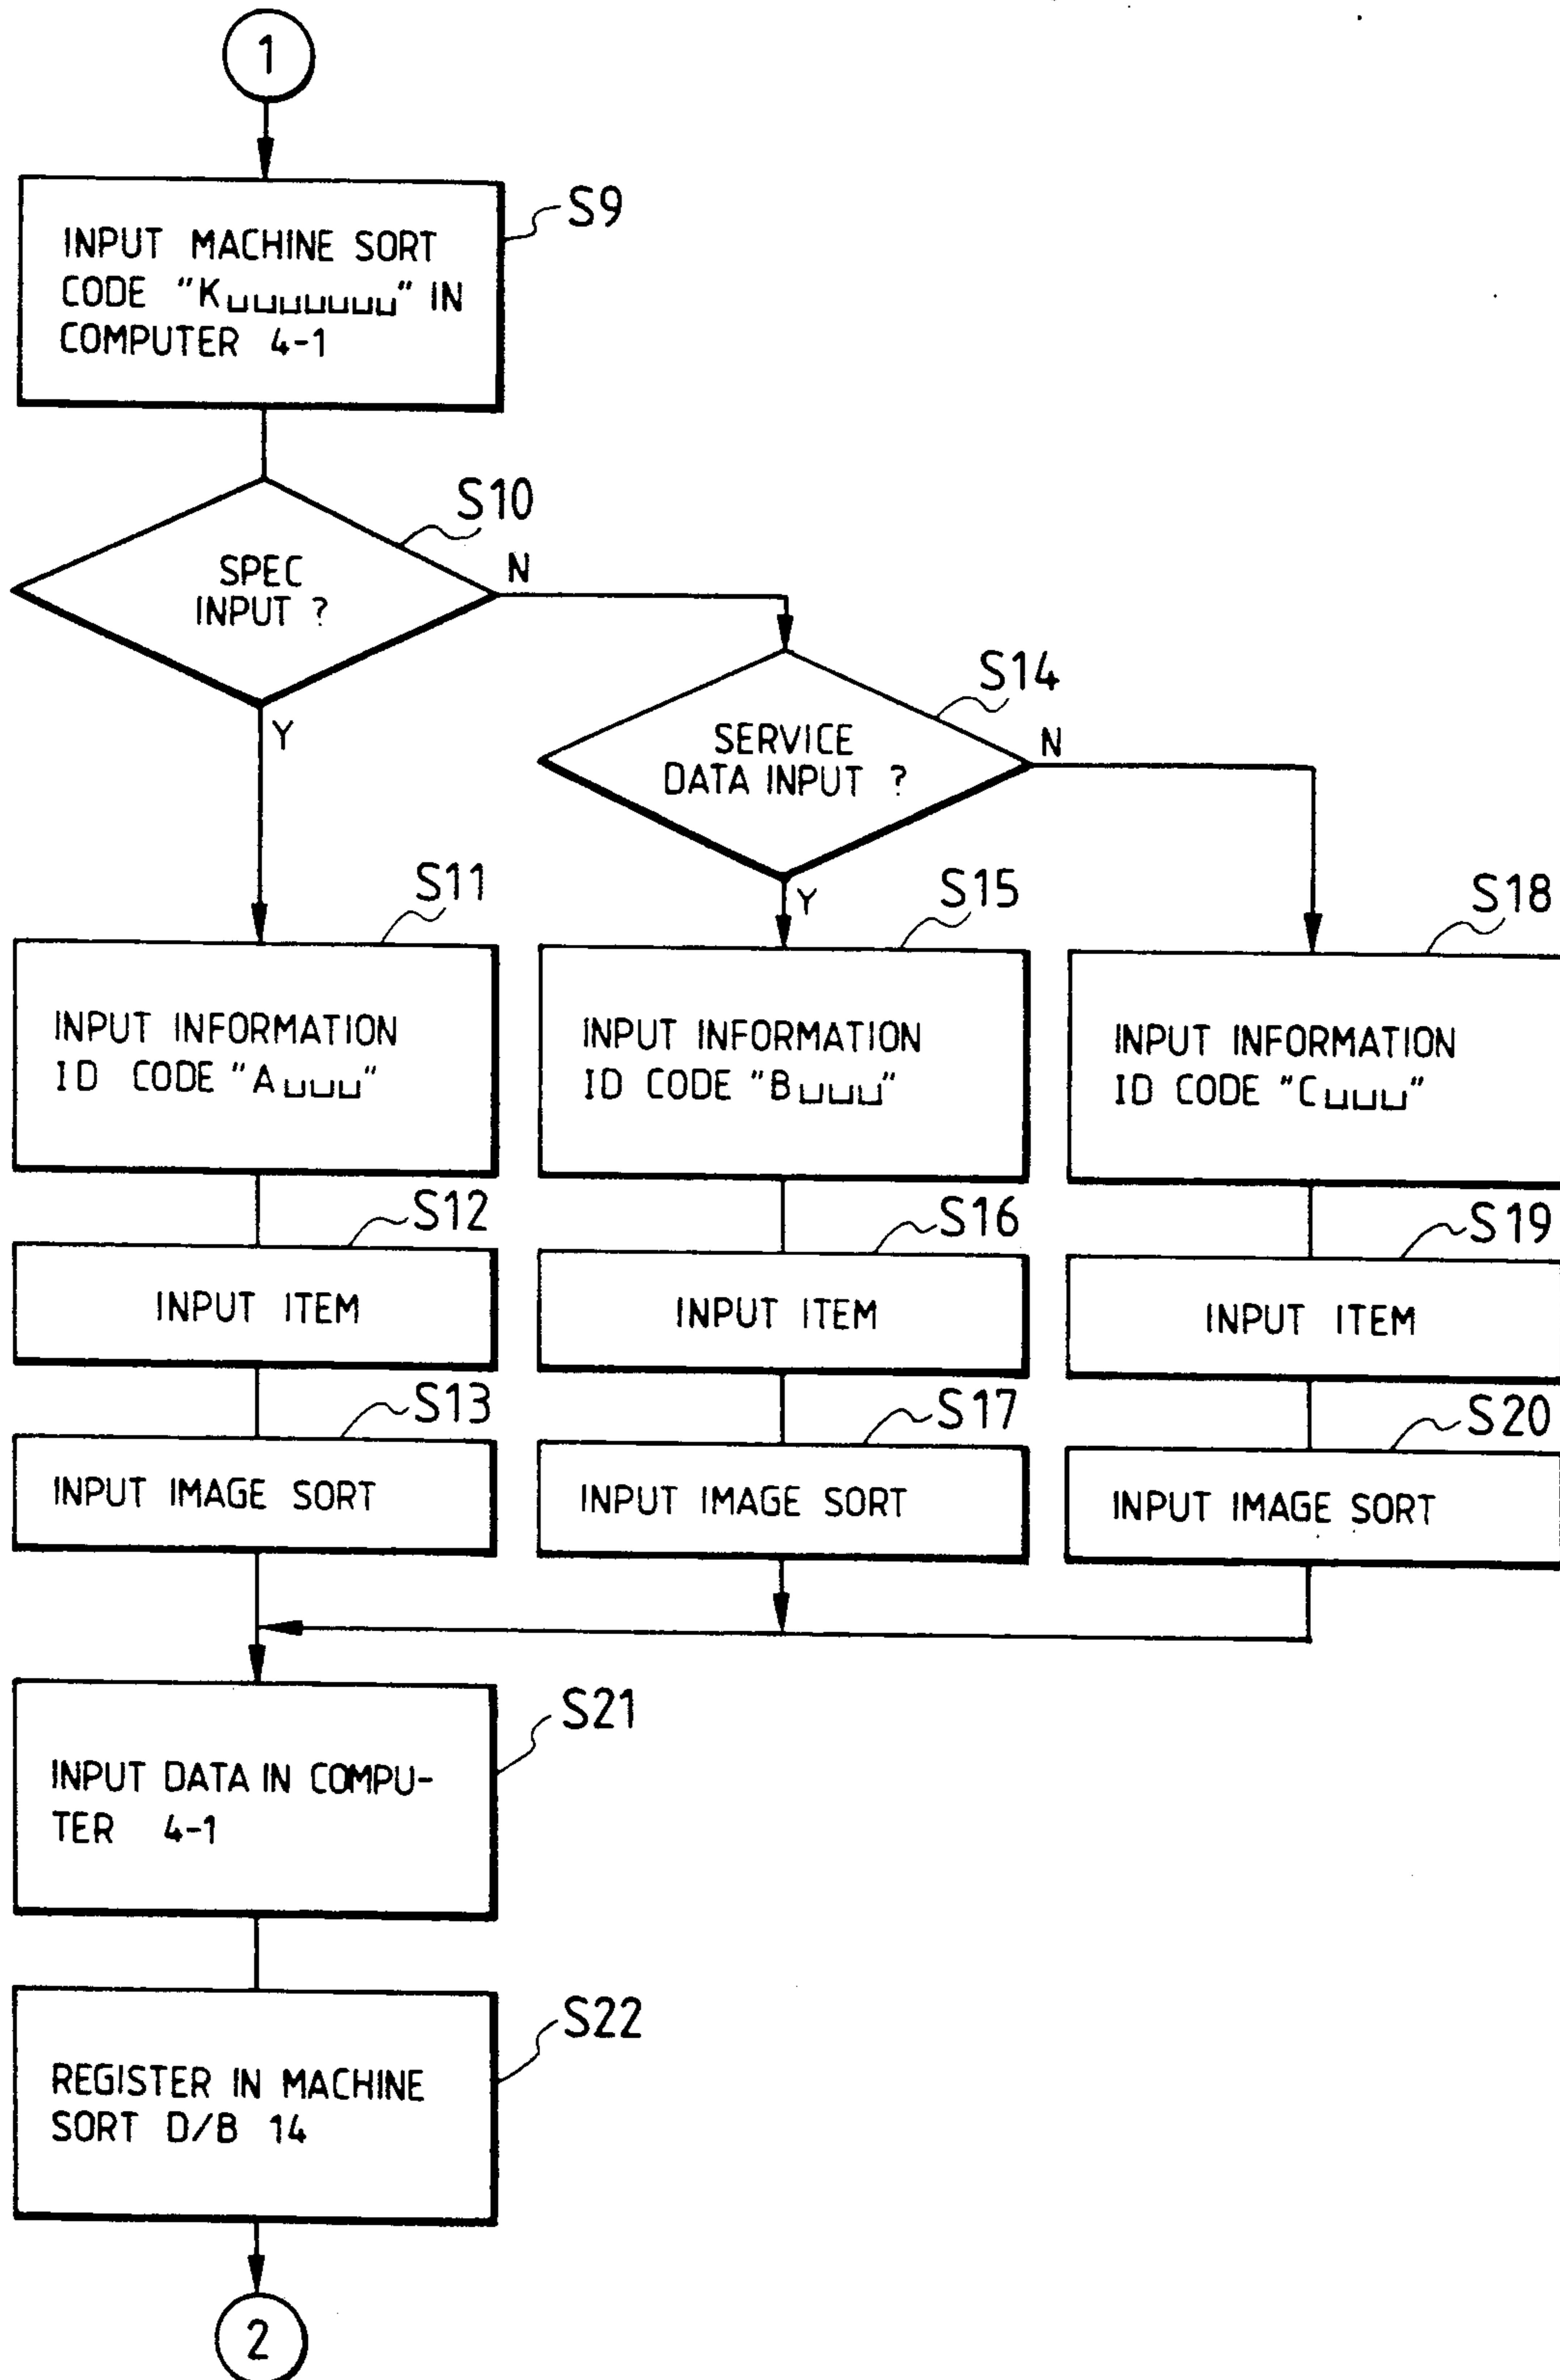 1
S9
INPUT MACHINE SORT
CODE "K␣␣␣␣␣␣␣" IN
COMPUTER 4-1
S10
SPEC
INPUT ?
N
Y
S14
SERVICE
DATA INPUT ?
N
Y
S11
INPUT INFORMATION
ID CODE "A␣␣␣"
S15
INPUT INFORMATION
ID CODE "B␣␣␣"
S18
INPUT INFORMATION
ID CODE "C␣␣␣"
S12
INPUT ITEM
S16
INPUT ITEM
S19
INPUT ITEM
S13
INPUT IMAGE SORT
S17
INPUT IMAGE SORT
S20
INPUT IMAGE SORT
S21
INPUT DATA IN COMPU-
TER 4-1
S22
REGISTER IN MACHINE
SORT D/B 14
2